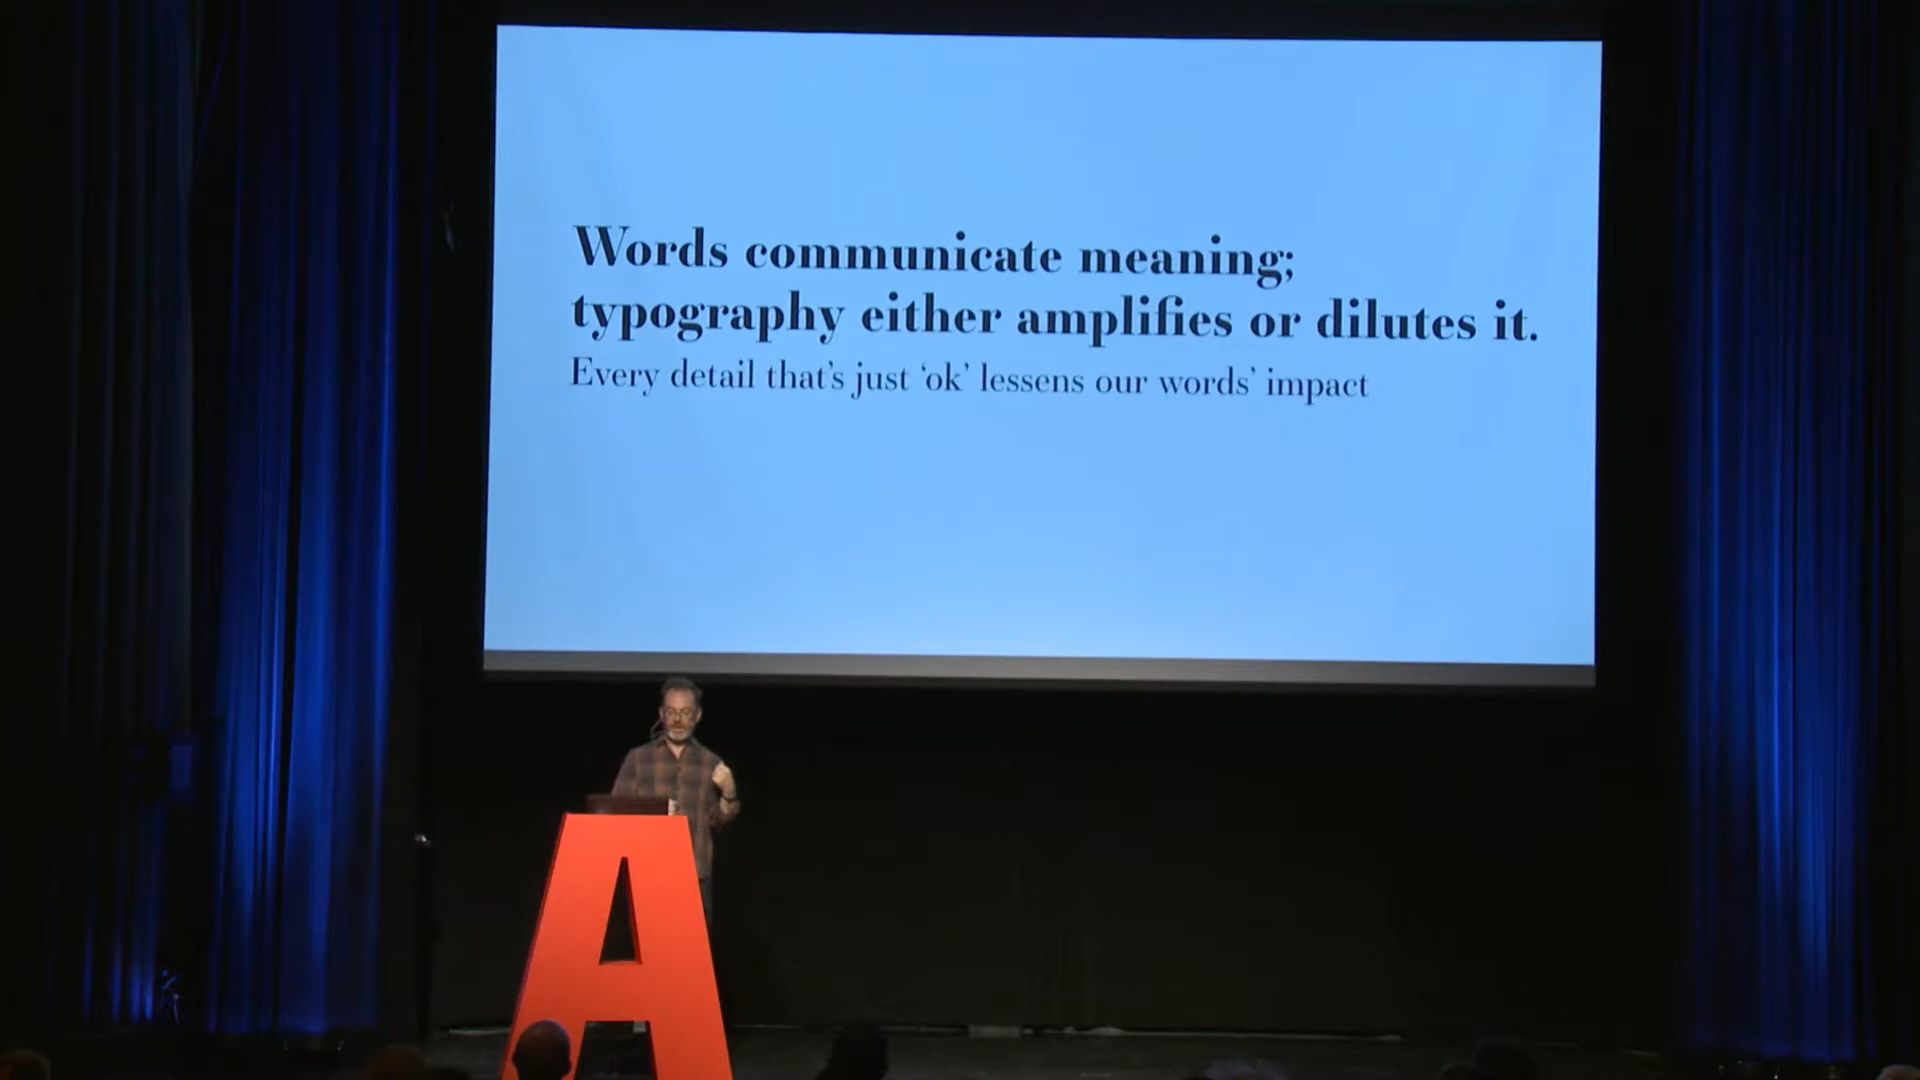 Words communicate meaning;
typography either amplifies or dilutes it.
Every detail that’s just ‘ok’ lessens our words’ impact
A